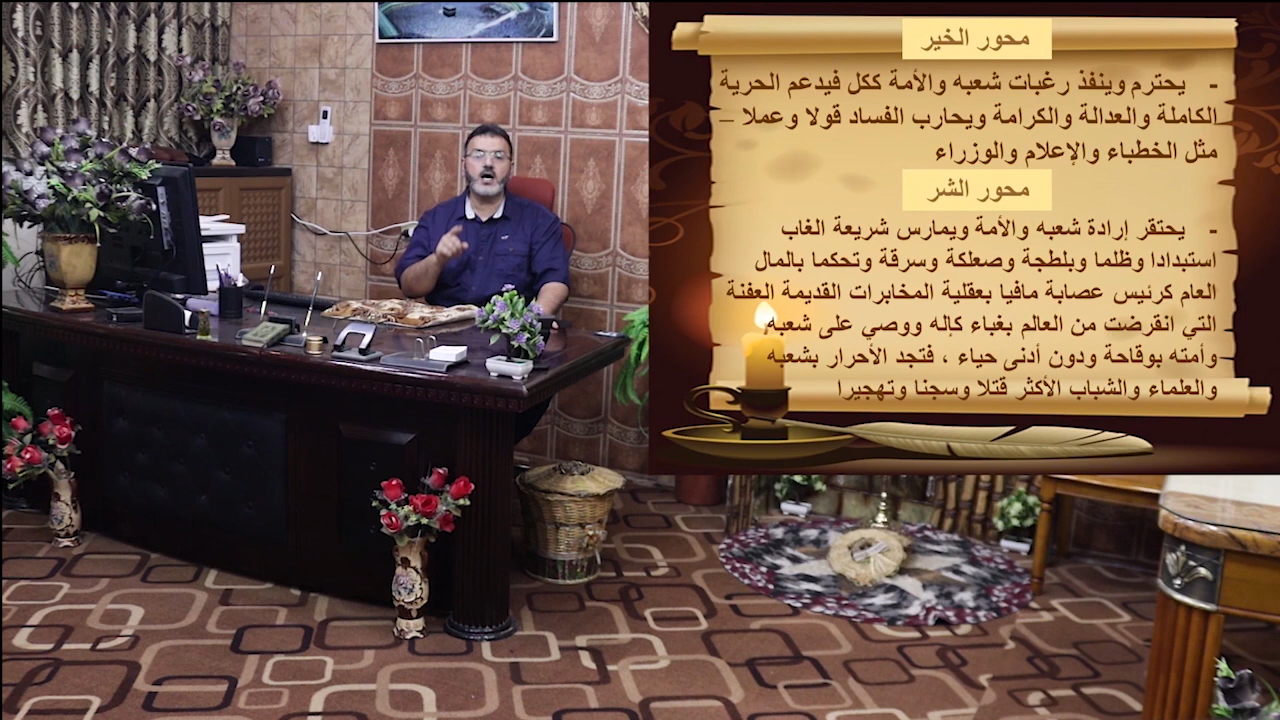 محور الخير
- يحترم وينفذ رغبات شعبه والأمة ككل فيدعم الحرية
الكاملة والعدالة والكرامة ويحارب الفساد قولا وعملا –
مثل الخطباء والإعلام والوزراء
محور الشر
- يحتقر إرادة شعبه والأمة ويمارس شريعة الغاب
استبدادا وظلما وبلطجة وصعلكة وسرقة وتحكما بالمال
العام كرئيس عصابة مافيا بعقلية المخابرات القديمة العفنة
التي انقرضت من العالم بغباء كإله ووصي على شعبه
وأمته بوقاحة ودون أدنى حياء ، فتجد الأحرار بشعبه
والعلماء والشباب الأكثر قتلا وسجنا وتهجيرا